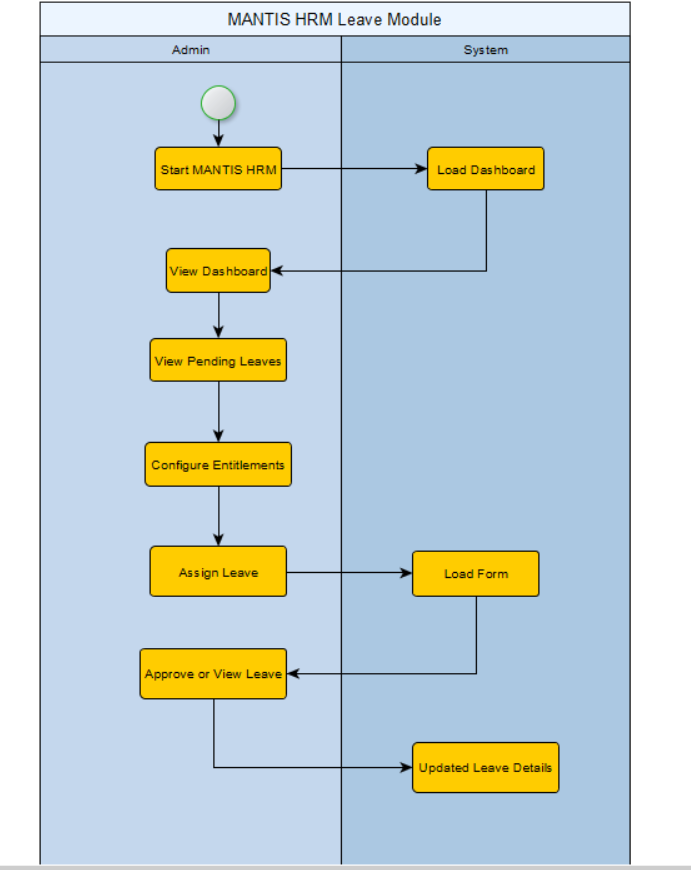 MANTIS HRM Leave Module
Admin
System
Start MANTIS HRM
Load Dashboard
View Dashboard
View Pending Leaves
Configure Entitlements
Assign Leave
Load Form
Approve or View Leave
Updated Leave Details